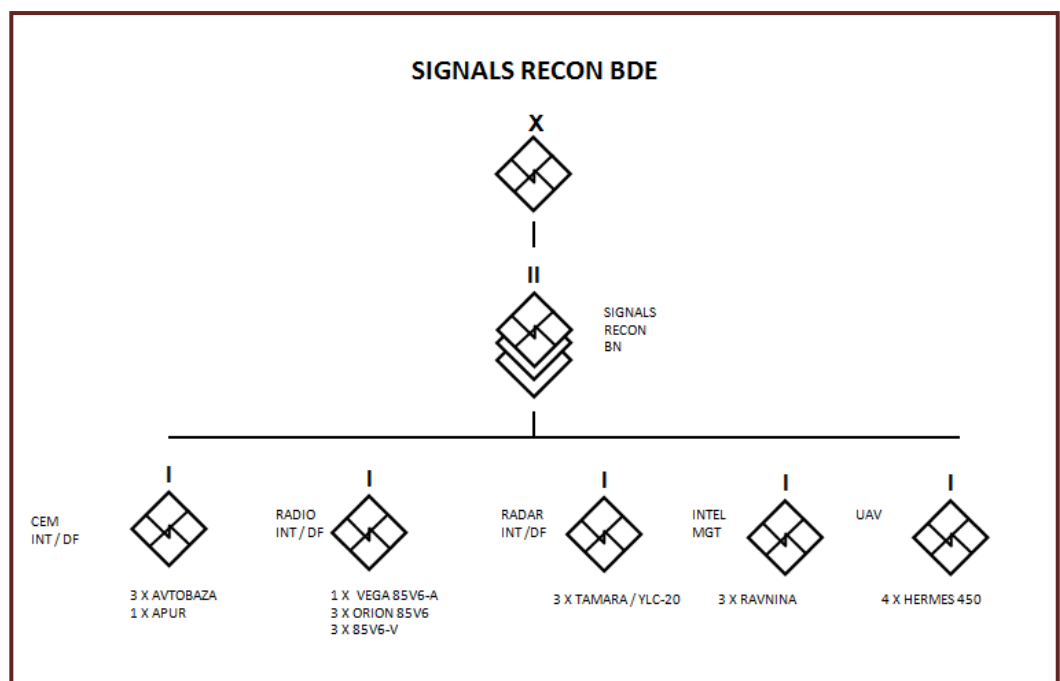 SIGNALS RECON BDE
X
II
SIGNALS
RECON
BN
I
CEM
INT / DF
3 X AVTOBAZA
1 X APUR
I
RADIO
INT / DF
1 X VEGA 85V6-A
3 X ORION 85V6
3 X 85V6-V
I
RADAR
INT /DF
3 X TAMARA / YLC-20
I
INTEL
MGT
3 X RAVNINA
I
UAV
4 X HERMES 450